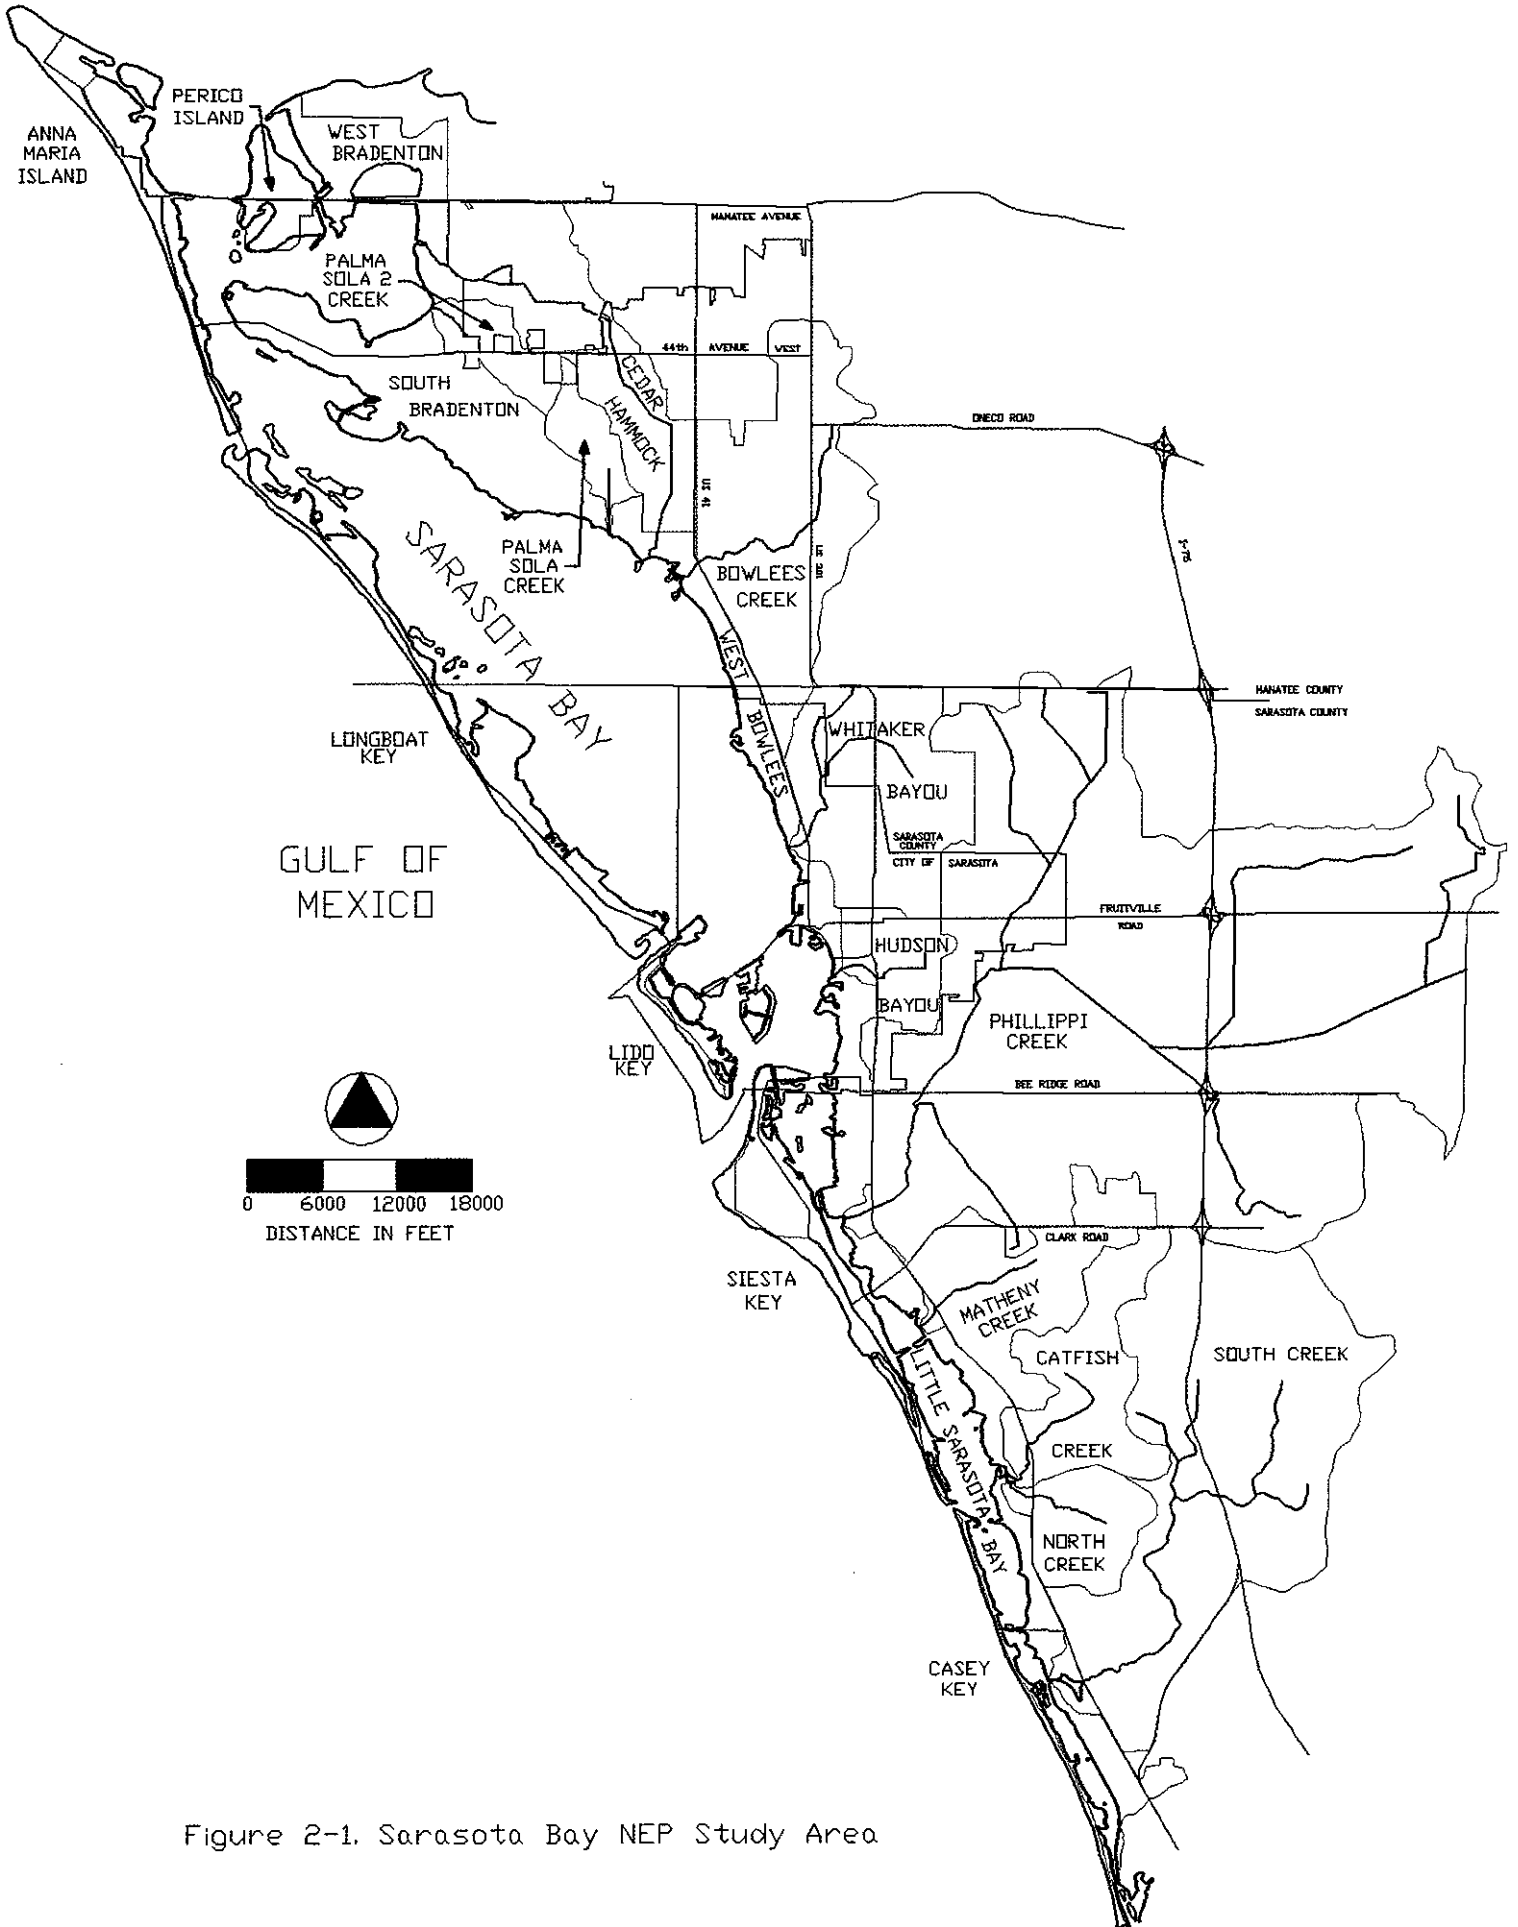 PERICO
ISLAND
ANNA
MARIA
ISLAND
WEST
BRADENTON
MANATEE AVENUE
PALMA
SOLA 2
CREEK
44th AVENUE WEST
SOUTH
BRADENTON
CEDAR
HAMMOCK
ONECO ROAD
US 41
SARASOTA BAY
PALMA
SOLA
CREEK
BOWLEES
CREEK
US 301
I-75
WEST
BOWLEES
MANATEE COUNTY
SARASOTA COUNTY
LONGBOAT
KEY
WHITAKER
BAYOU
GULF OF
MEXICO
SARASOTA
COUNTY
CITY OF SARASOTA
FRUITVILLE
ROAD
HUDSON
BAYOU
PHILLIPPI
CREEK
LIDO
KEY
BEE RIDGE ROAD
0 6000 12000 18000
DISTANCE IN FEET
CLARK ROAD
SIESTA
KEY
MATHENY
CREEK
CATFISH
CREEK
SOUTH CREEK
LITTLE SARASOTA BAY
NORTH
CREEK
CASEY
KEY
Figure 2-1. Sarasota Bay NEP Study Area